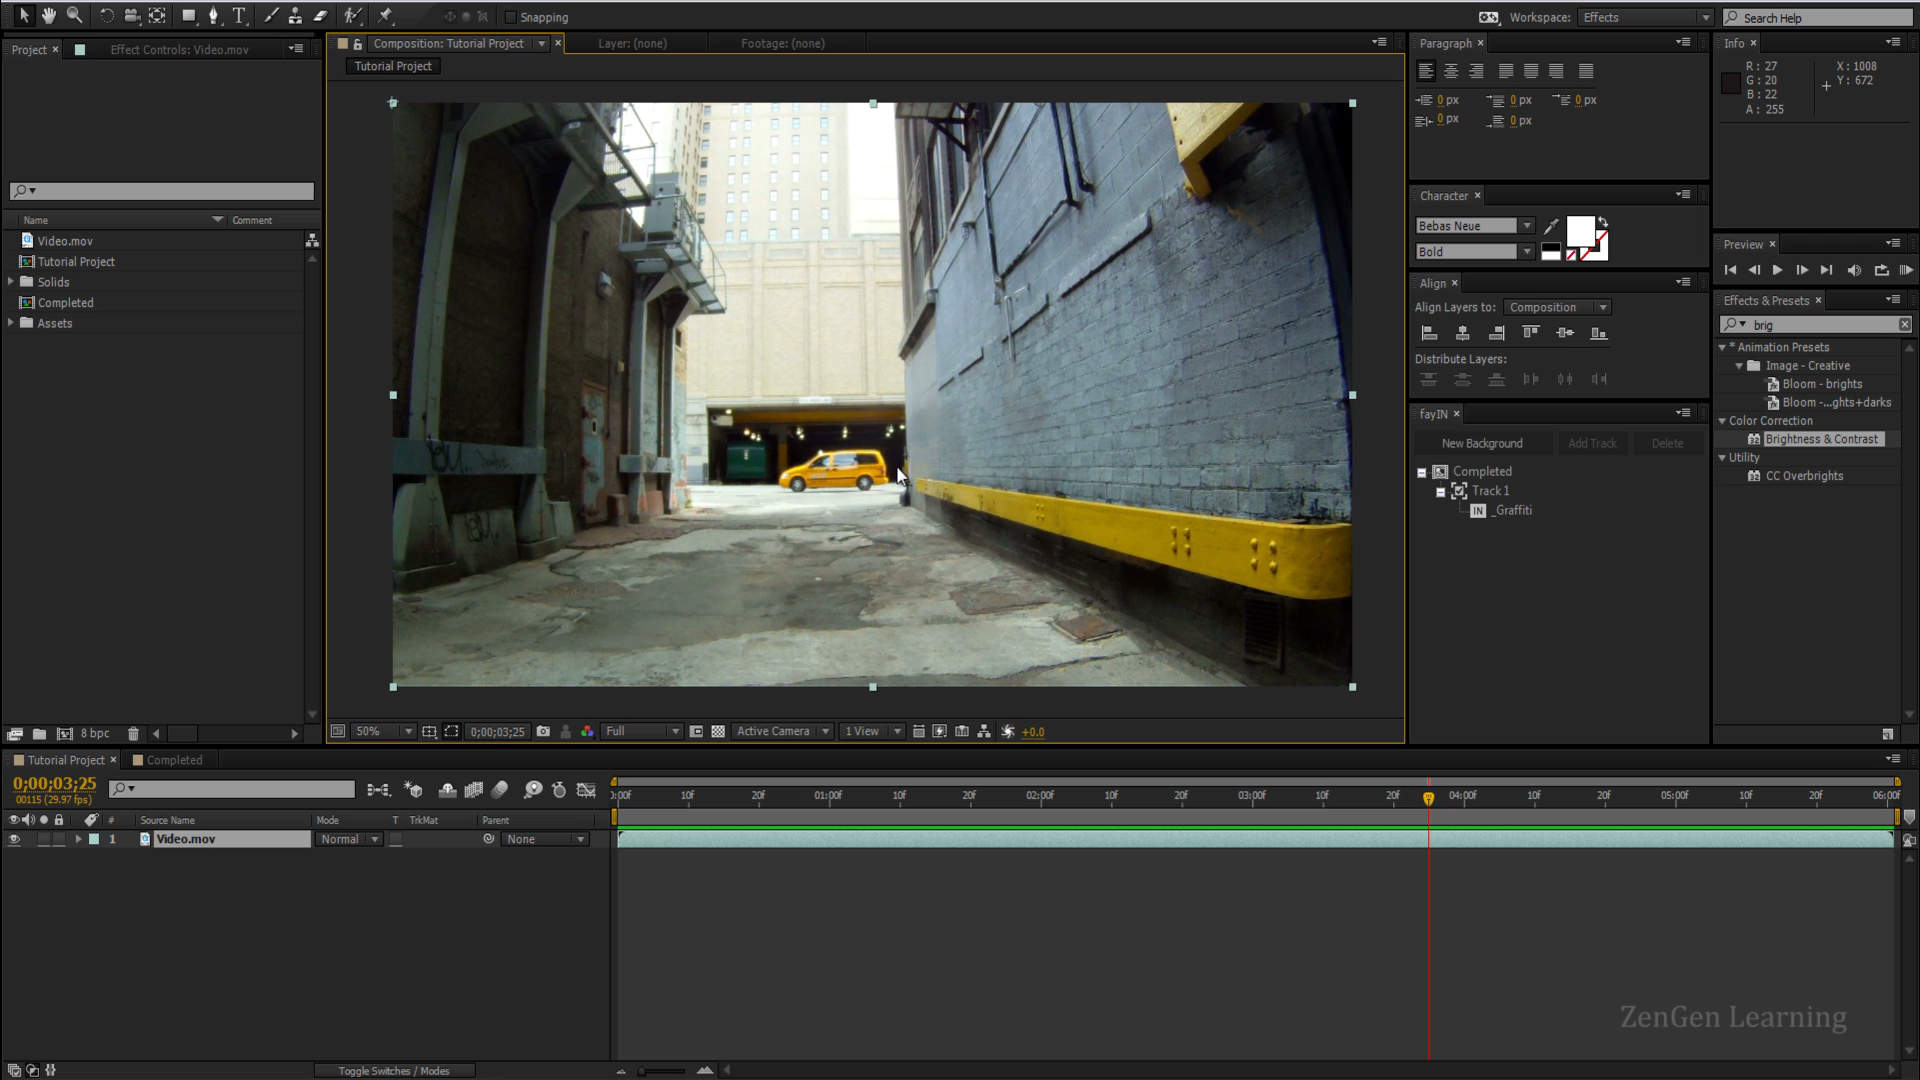 Snapping
Workspace: Effects
Search Help
Project ×
Effect Controls: Video.mov
Composition: Tutorial Project
Layer: (none)
Footage: (none)
Tutorial Project
Name
Comment
Video.mov
Tutorial Project
Solids
Completed
Assets
8 bpc
50%
0;00;03;25
Full
Active Camera
1 View
+0.0
Paragraph ×
0 px
0 px
0 px
0 px
0 px
Character ×
Bebas Neue
Bold
Align ×
Align Layers to: Composition
Distribute Layers:
fayIN ×
New Background
Add Track
Delete
Completed
Track 1
IN _Graffiti
Info ×
R: 27
G: 20
B: 22
A: 255
X: 1008
Y: 672
Preview ×
Effects & Presets ×
brig
* Animation Presets
Image - Creative
Bloom - brights
Bloom -...ghts+darks
Color Correction
Brightness & Contrast
Utility
CC Overbrights
Tutorial Project ×
Completed
0;00;03;25
00115 (29.97 fps)
# Source Name Mode T TrkMat Parent
1 Video.mov Normal None
):00f 10f 20f 01:00f 10f 20f 02:00f 10f 20f 03:00f 10f 20f 04:00f 10f 20f 05:00f 10f 20f 06:00f
ZenGen Learning
Toggle Switches / Modes